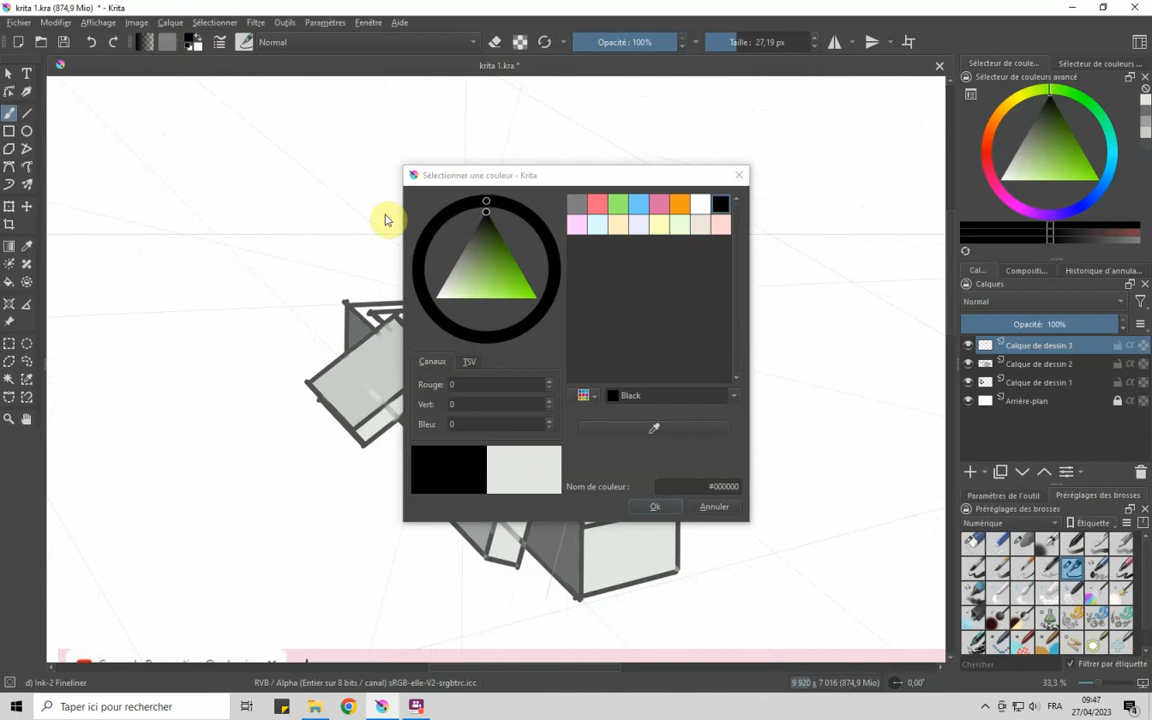 krita 1.kra (874,9 Mio) * - Krita
Fichier Modifier Affichage Image Calque Sélectionner Filtre Outils Paramètres Fenêtre Aide
Normal
Opacité : 100%
Taille : 27,19 px
krita 1.kra *
Sélecteur de coule...
Sélecteur de couleurs ...
Sélecteur de couleurs avancé
Sélectionner une couleur - Krita
Canaux
TSV
Rouge: 0
Vert: 0
Bleu: 0
Black
Nom de couleur :
#000000
Ok
Annuler
Cal...
Compositi...
Historique d'annula...
Calques
Normal
Opacité: 100%
Calque de dessin 3
Calque de dessin 2
Calque de dessin 1
Arrière-plan
Paramètres de l'outil
Préréglages des brosses
Préréglages des brosses
Numérique
Étiquette
Chercher
Filtrer par étiquette
d) Ink-2 Fineliner
RVB / Alpha (Entier sur 8 bits / canal) sRGB-elle-V2-srgbtrc.icc
9 920 x 7 016 (874,9 Mio)
0,00°
33,3 %
Taper ici pour rechercher
FRA
09:47
27/04/2023
4